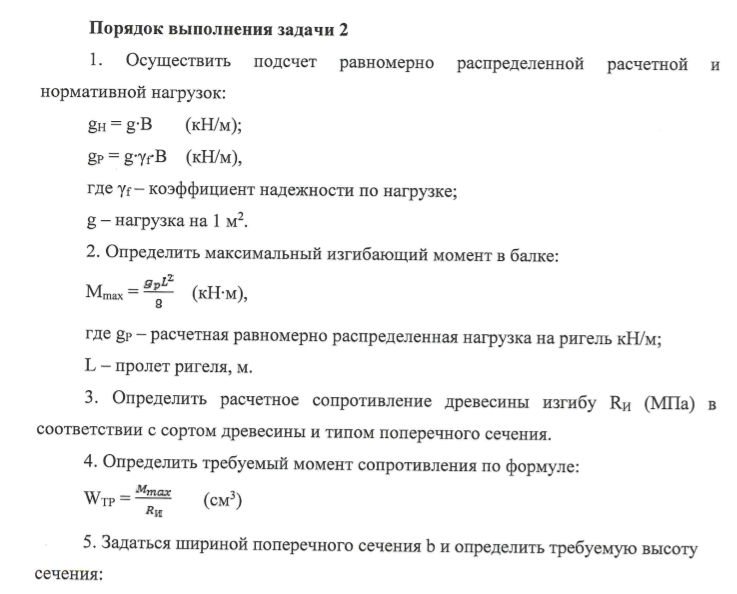 Порядок выполнения задачи 2
1. Осуществить подсчет равномерно распределенной расчетной и
нормативной нагрузок:
gН = g·B (кН/м);
gР = g·γf·B (кН/м),
где γf – коэффициент надежности по нагрузке;
g – нагрузка на 1 м².
2. Определить максимальный изгибающий момент в балке:
Mmax = gpL²/8 (кН·м),
где gР – расчетная равномерно распределенная нагрузка на ригель кН/м;
L – пролет ригеля, м.
3. Определить расчетное сопротивление древесины изгибу RИ (МПа) в
соответствии с сортом древесины и типом поперечного сечения.
4. Определить требуемый момент сопротивления по формуле:
WТР = Mmax/RИ (см³)
5. Задаться шириной поперечного сечения b и определить требуемую высоту
сечения: